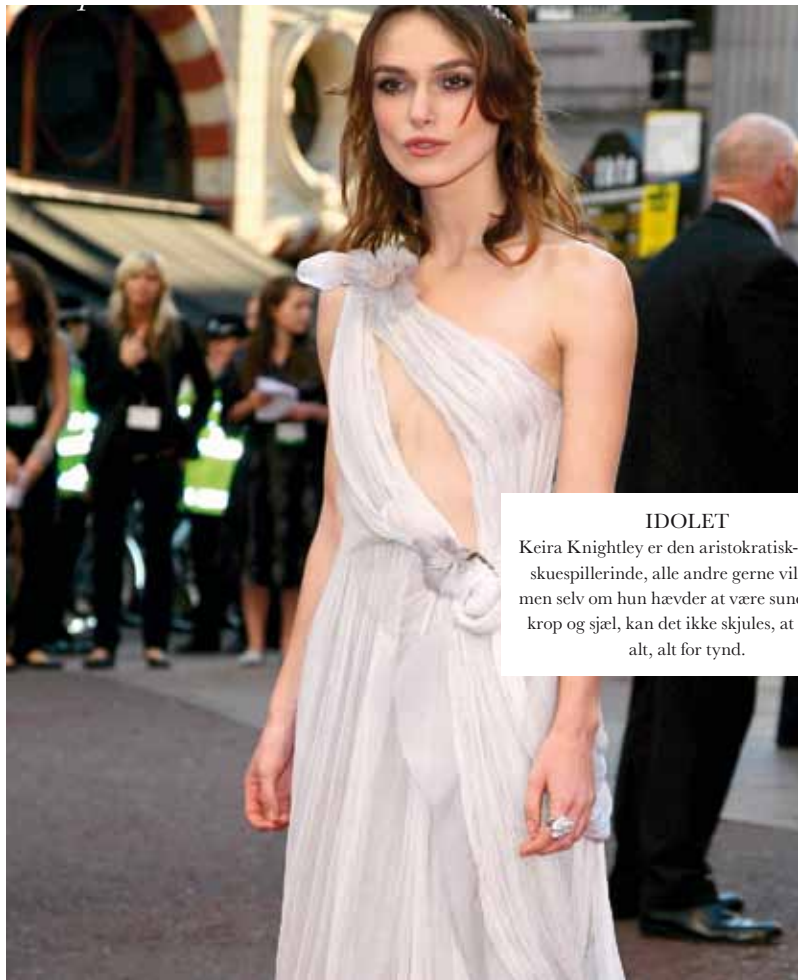 IDOLET
Keira Knightley er den aristokratisk-
skuespillerinde, alle andre gerne vil
men selv om hun hævder at være
krop og sjæl, kan det ikke skjules, at
alt, alt for tynd.